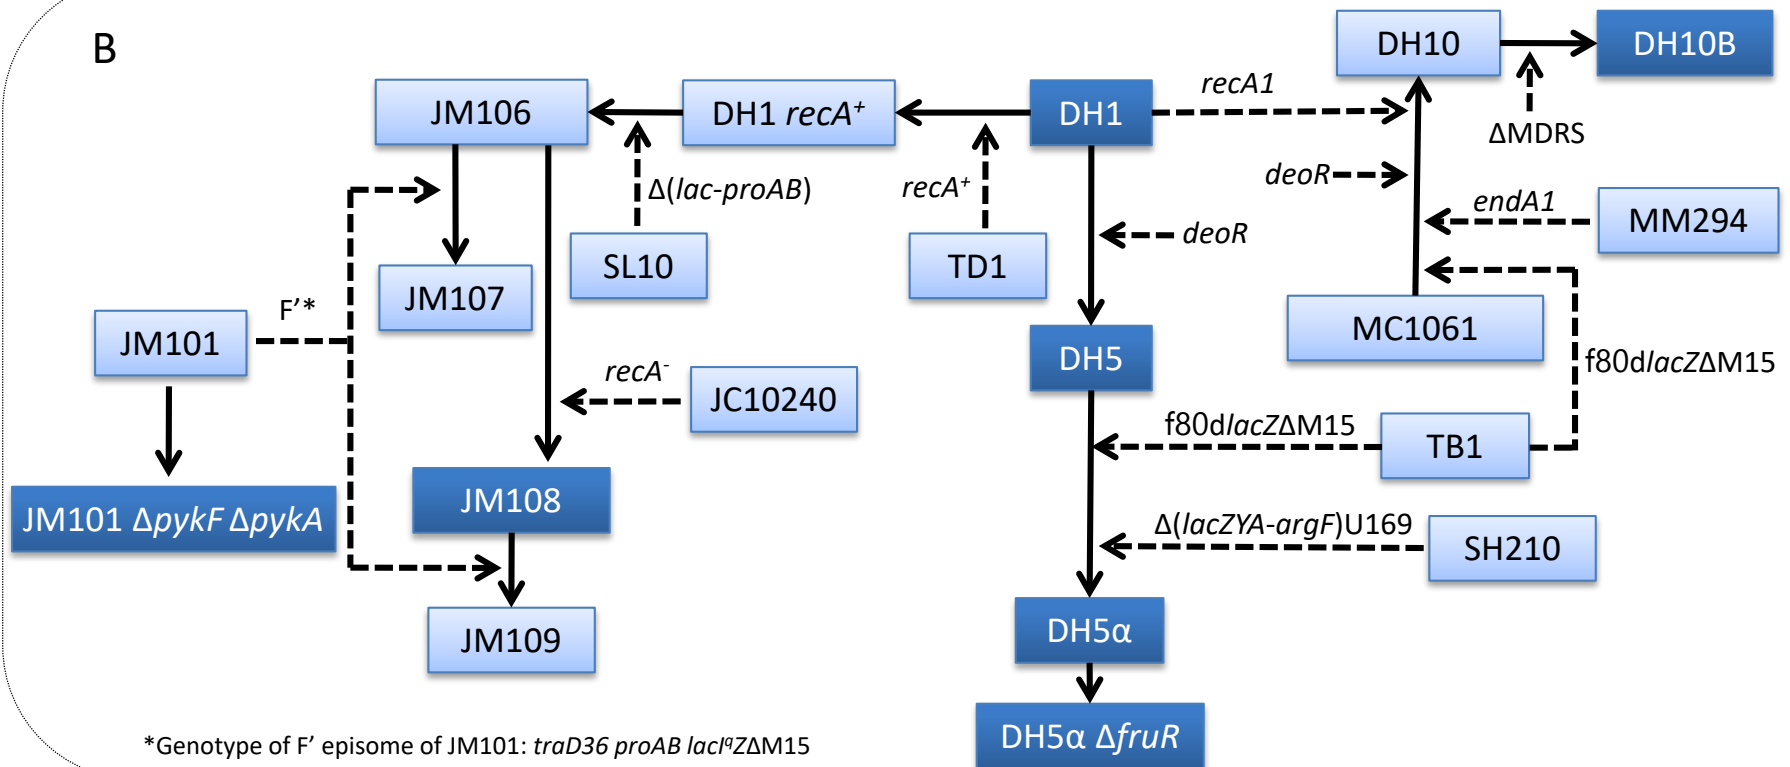 B
DH10
DH10B
JM106
DH1 recA⁺
DH1
recA1
ΔMDRS
Δ(lac-proAB)
recA⁺
deoR
endA1
MM294
SL10
TD1
deoR
JM107
F’*
JM101
MC1061
DH5
f80dlacZΔM15
recA⁻
JC10240
f80dlacZΔM15
TB1
JM101 ΔpykF ΔpykA
JM108
Δ(lacZYA-argF)U169
SH210
JM109
DH5α
DH5α ΔfruR
*Genotype of F’ episome of JM101: traD36 proAB lacIqZΔM15